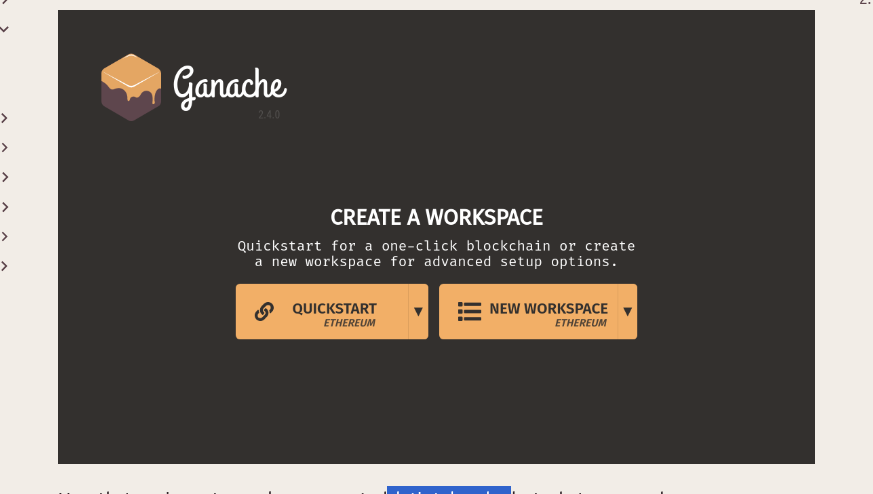 Ganache
2.4.0
CREATE A WORKSPACE
Quickstart for a one-click blockchain or create
a new workspace for advanced setup options.
QUICKSTART
ETHEREUM
NEW WORKSPACE
ETHEREUM